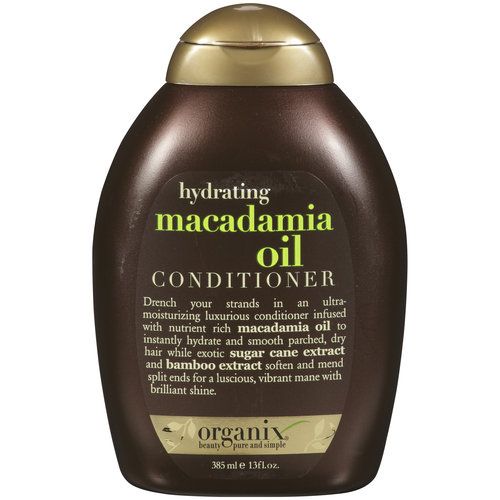 hydrating
macadamia
oil
CONDITIONER
Drench your strands in an ultra-
moisturizing luxurious conditioner infused
with nutrient rich macadamia oil to
instantly hydrate and smooth parched, dry
hair while exotic sugar cane extract
and bamboo extract soften and mend
split ends for a luscious, vibrant mane with
brilliant shine.
organix®
beauty pure and simple
385 ml e 13fl.oz.